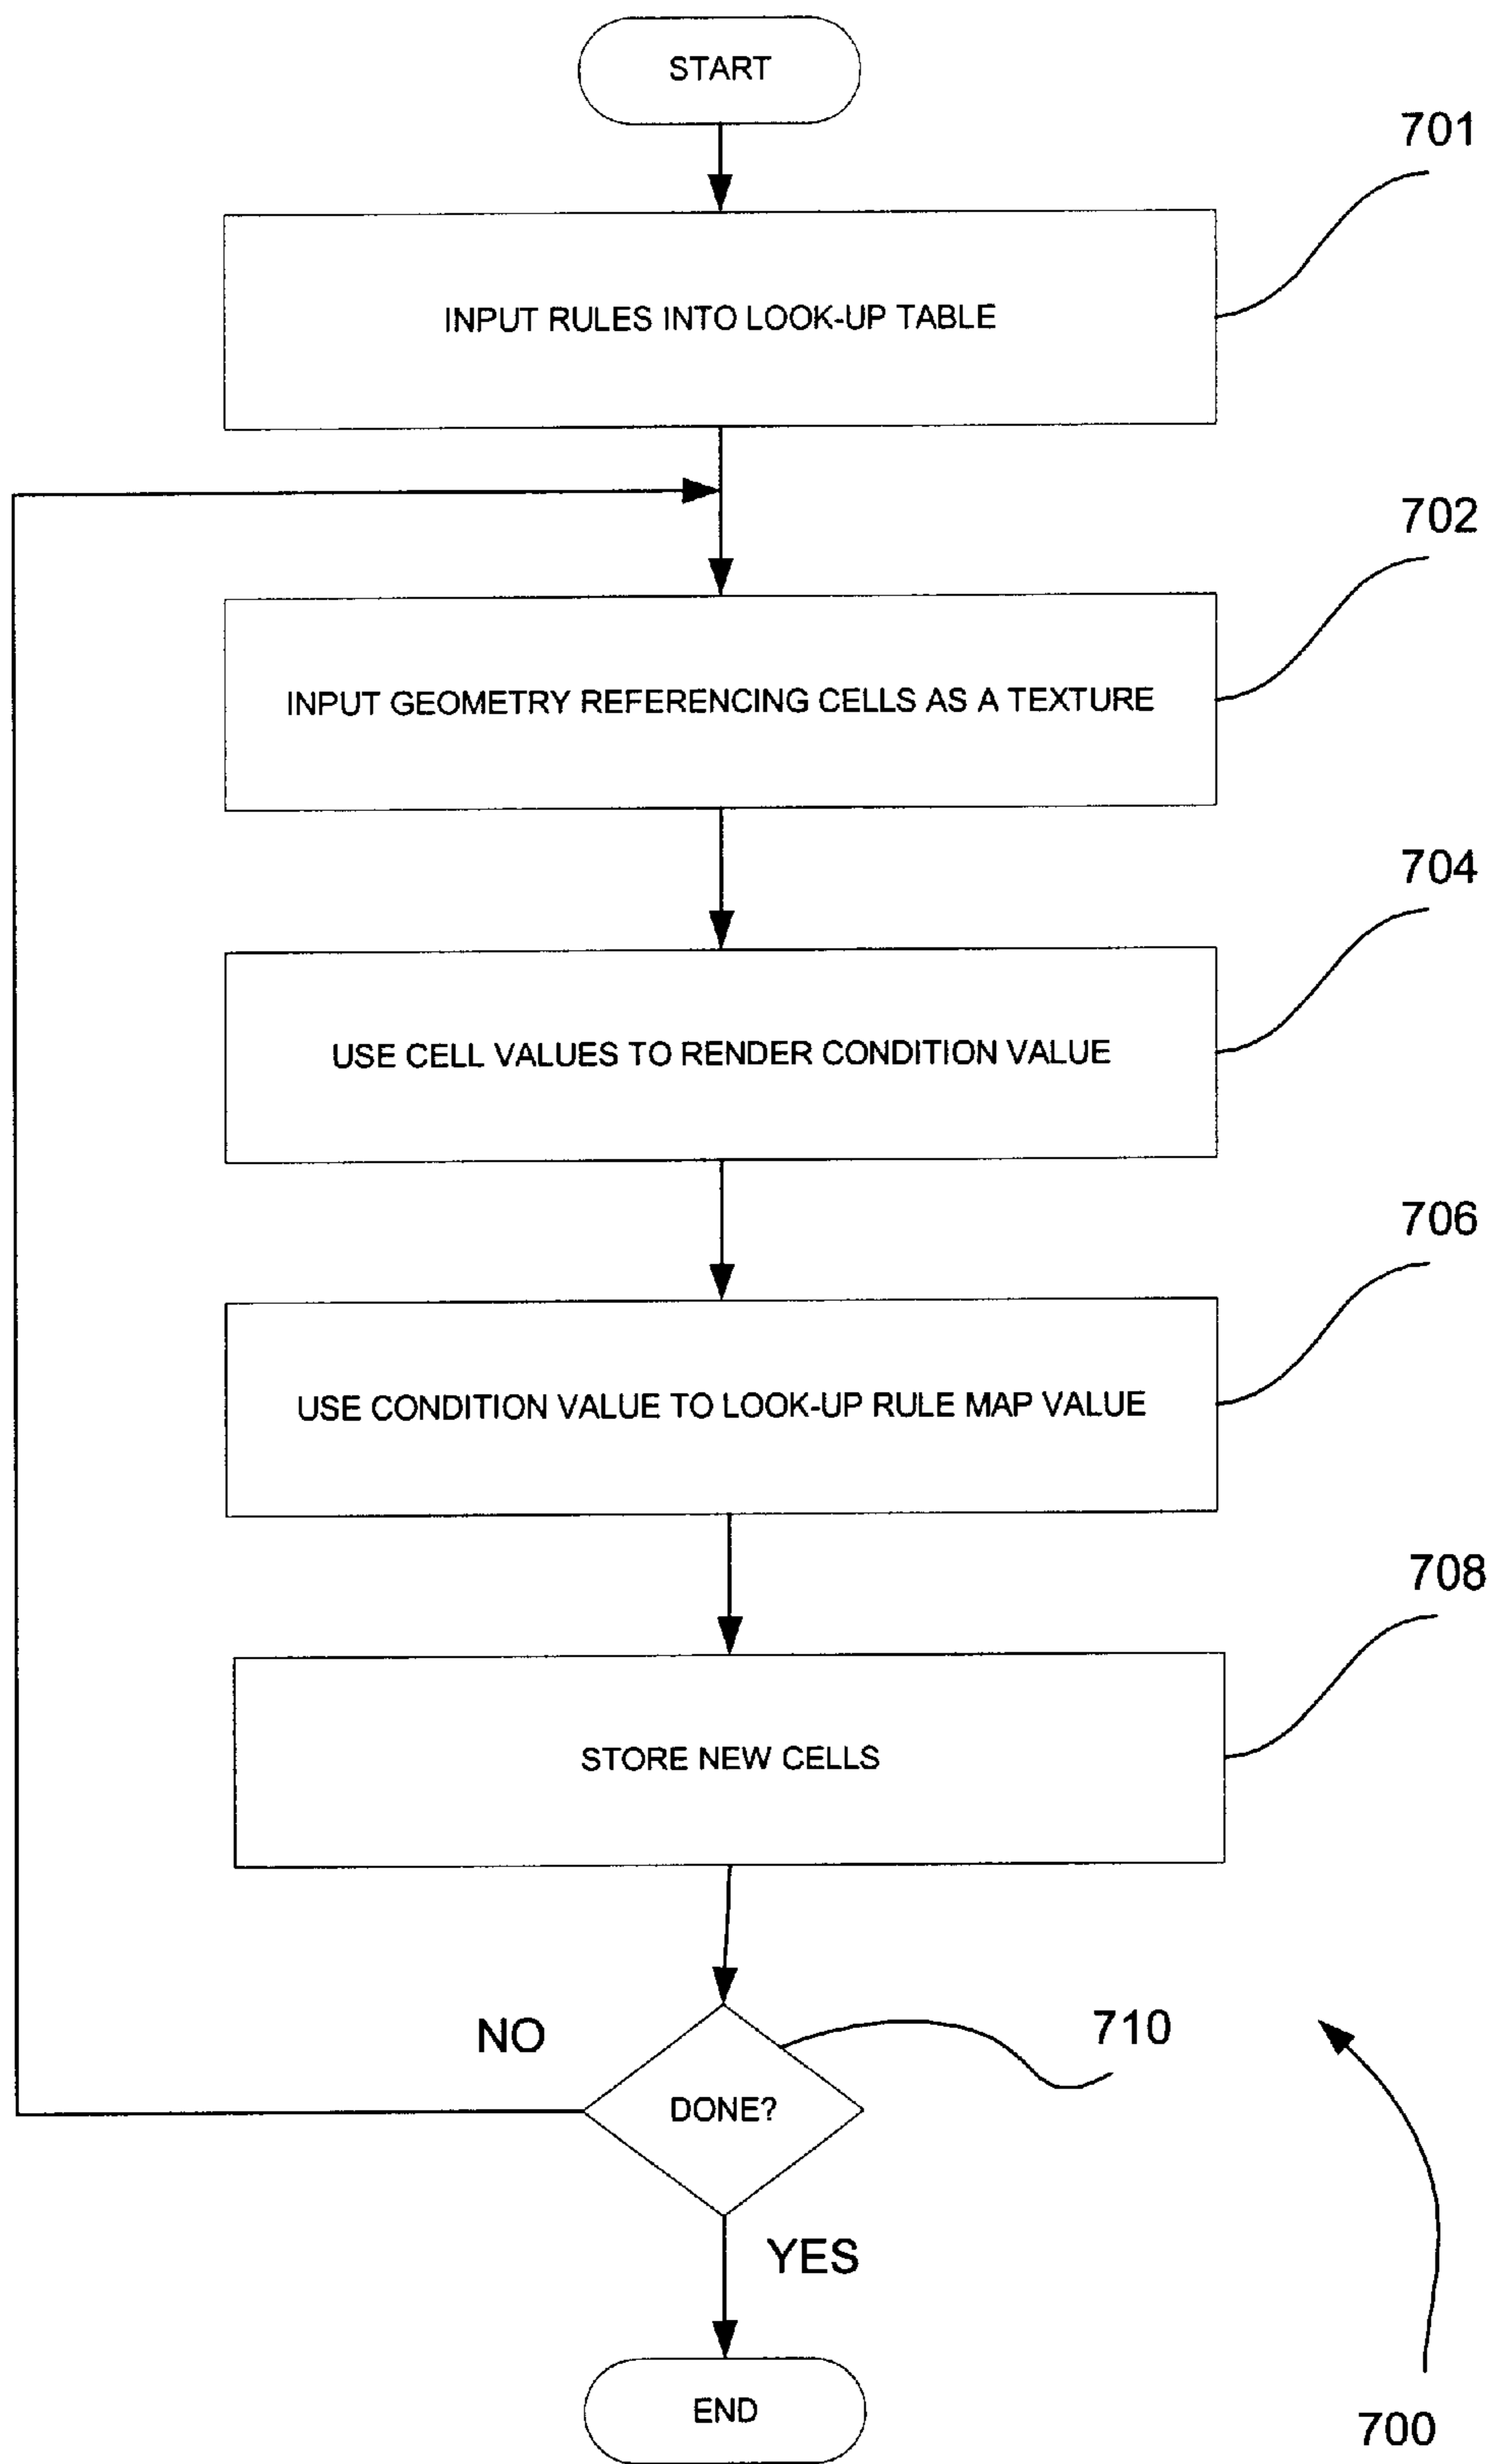 START
701
INPUT RULES INTO LOOK-UP TABLE
702
INPUT GEOMETRY REFERENCING CELLS AS A TEXTURE
704
USE CELL VALUES TO RENDER CONDITION VALUE
706
USE CONDITION VALUE TO LOOK-UP RULE MAP VALUE
708
STORE NEW CELLS
NO
710
DONE?
YES
END
700